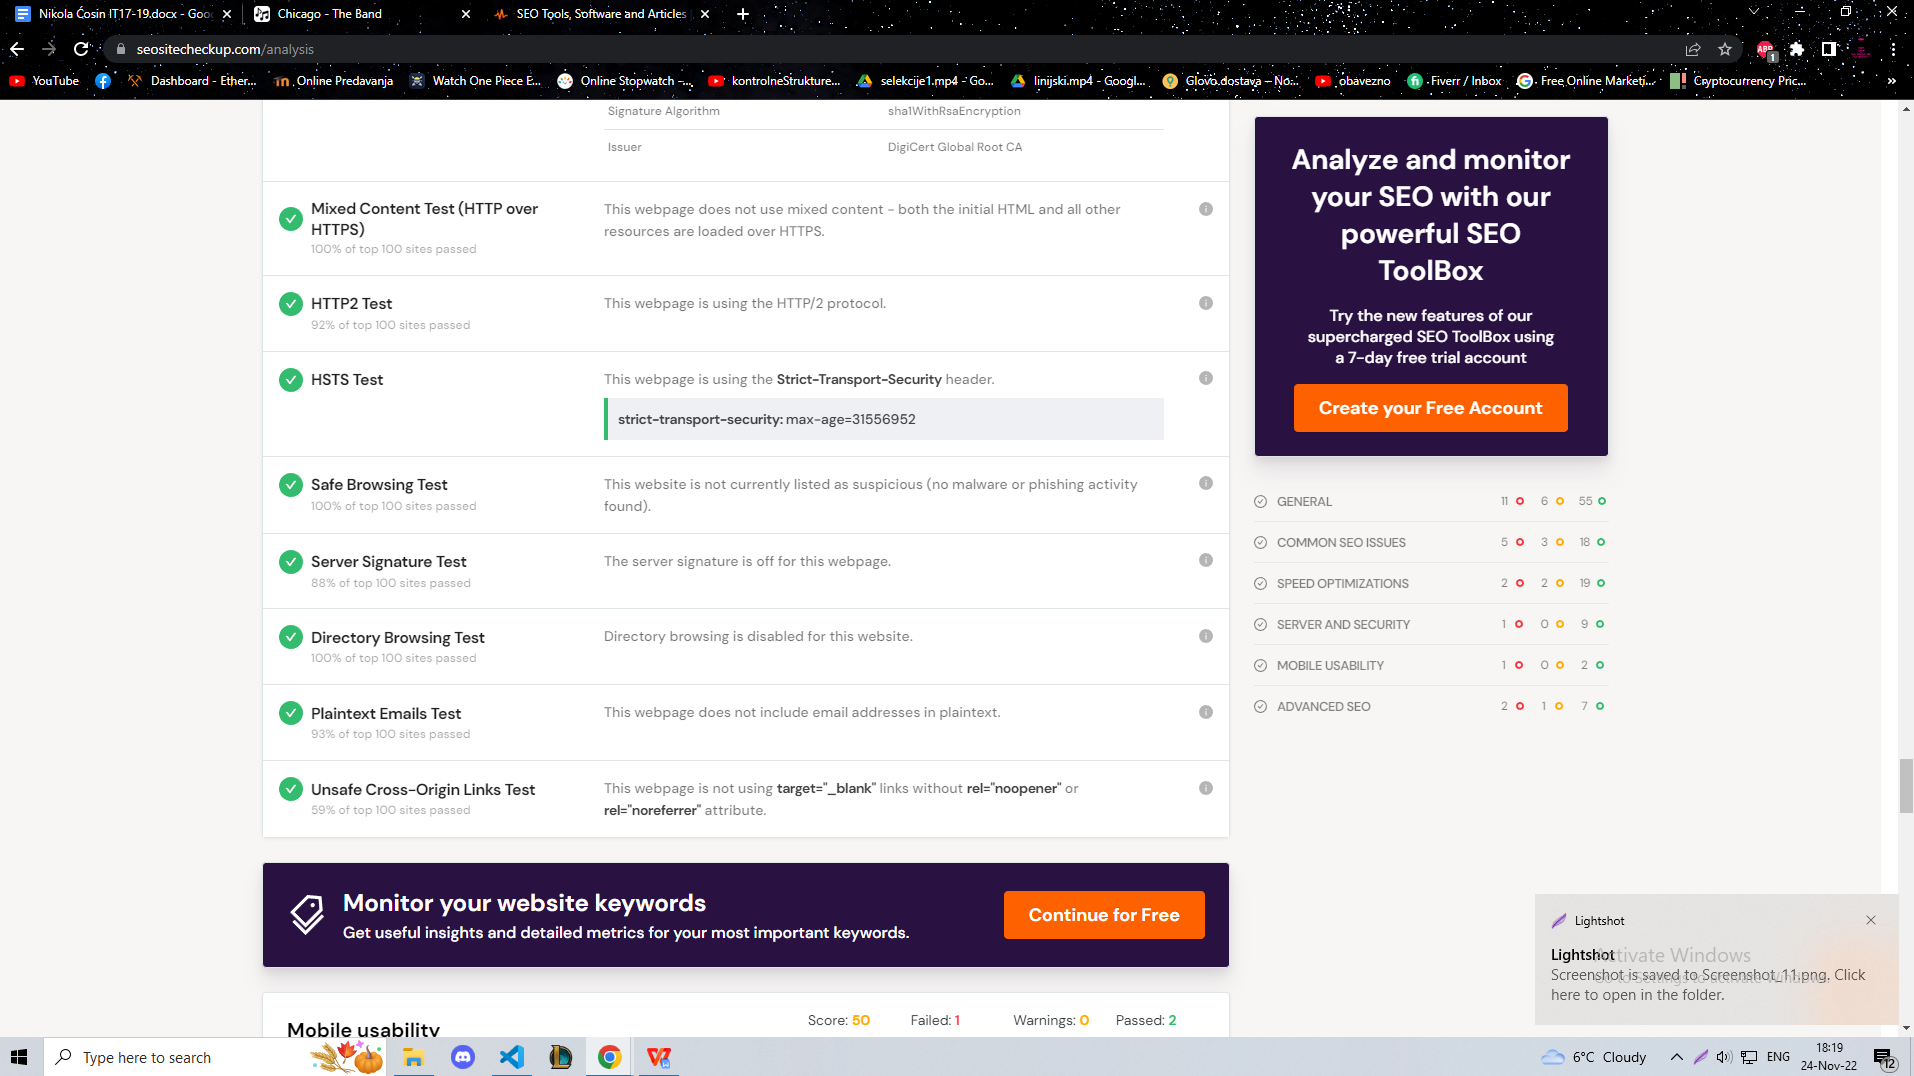 Nikola Ćosin IT17-19.docx - Goo
Chicago - The Band
SEO Tools, Software and Articles
seositecheckup.com/analysis
YouTube
Dashboard - Ether...
Online Predavanja
Watch One Piece E...
Online Stopwatch -...
kontrolneStrukture...
selekcije1.mp4 - Go...
linijski.mp4 - Googl...
Glovo dostava – No...
obavezno
Fiverr / Inbox
Free Online Marketi...
Cryptocurrency Pric...
»
ABP
1
Signature Algorithm
sha1WithRsaEncryption
Issuer
DigiCert Global Root CA
Mixed Content Test (HTTP over
HTTPS)
100% of top 100 sites passed
This webpage does not use mixed content - both the initial HTML and all other
resources are loaded over HTTPS.
HTTP2 Test
92% of top 100 sites passed
This webpage is using the HTTP/2 protocol.
HSTS Test
This webpage is using the Strict-Transport-Security header.
strict-transport-security: max-age=31556952
Safe Browsing Test
100% of top 100 sites passed
This website is not currently listed as suspicious (no malware or phishing activity
found).
Server Signature Test
88% of top 100 sites passed
The server signature is off for this webpage.
Directory Browsing Test
100% of top 100 sites passed
Directory browsing is disabled for this website.
Plaintext Emails Test
93% of top 100 sites passed
This webpage does not include email addresses in plaintext.
Unsafe Cross-Origin Links Test
59% of top 100 sites passed
This webpage is not using target="_blank" links without rel="noopener" or
rel="noreferrer" attribute.
Monitor your website keywords
Get useful insights and detailed metrics for your most important keywords.
Continue for Free
Mobile usability
Score: 50
Failed: 1
Warnings: 0
Passed: 2
Analyze and monitor
your SEO with our
powerful SEO
ToolBox
Try the new features of our
supercharged SEO ToolBox using
a 7-day free trial account
Create your Free Account
GENERAL 11 6 55
COMMON SEO ISSUES 5 3 18
SPEED OPTIMIZATIONS 2 2 19
SERVER AND SECURITY 1 0 9
MOBILE USABILITY 1 0 2
ADVANCED SEO 2 1 7
Lightshot
Lightshot
Screenshot is saved to Screenshot_11.png. Click
here to open in the folder.
Activate Windows
Go to Settings to activate Windows.
Type here to search
6°C Cloudy
ENG
18:19
24-Nov-22
12